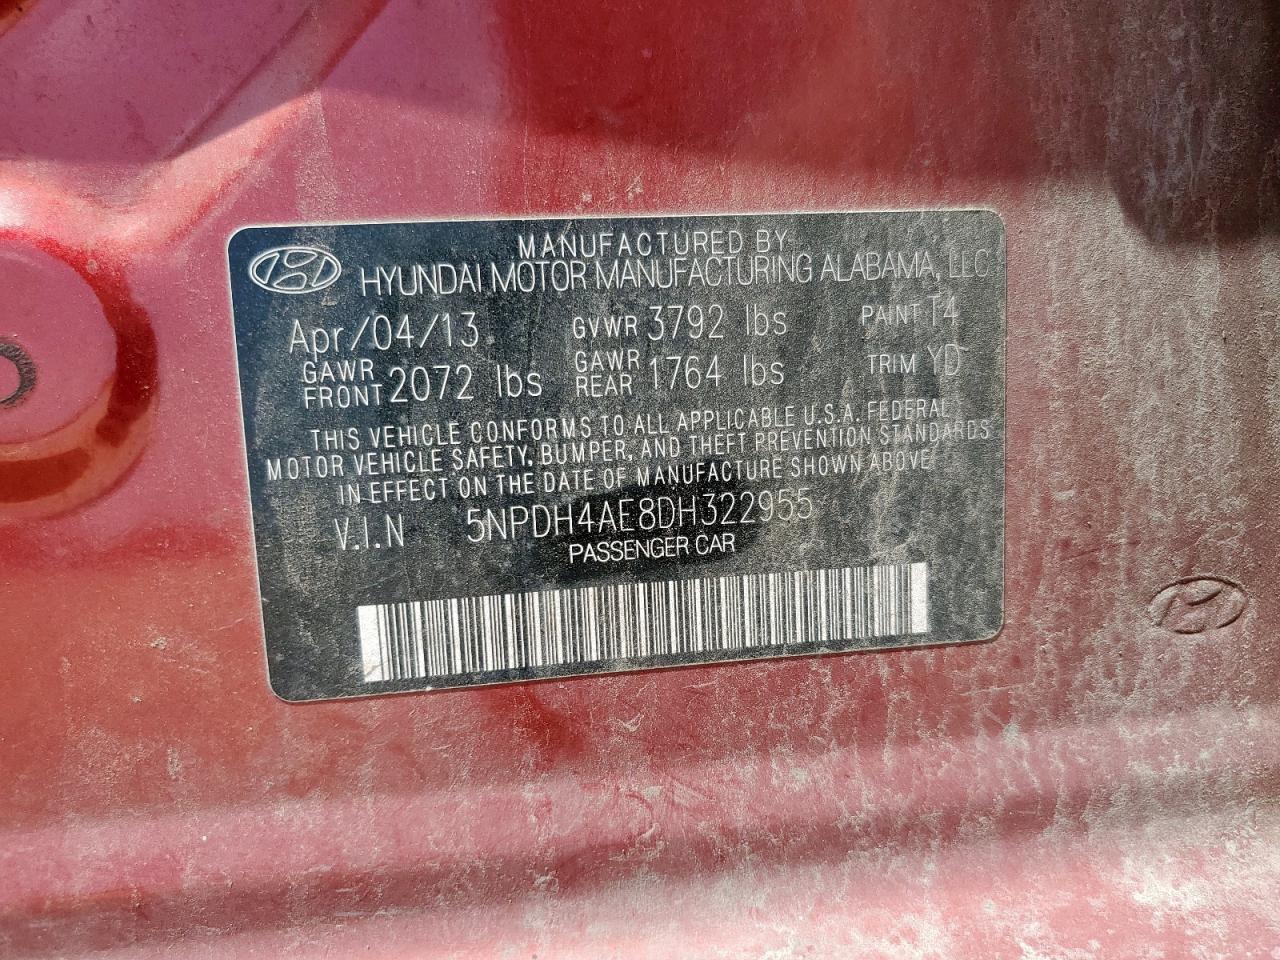 MANUFACTURED BY
HYUNDAI MOTOR MANUFACTURING ALABAMA, LLC
Apr/04/13 GVWR 3792 lbs PAINT T4
GAWR FRONT 2072 lbs GAWR REAR 1764 lbs TRIM YD
THIS VEHICLE CONFORMS TO ALL APPLICABLE U.S.A. FEDERAL
MOTOR VEHICLE SAFETY, BUMPER, AND THEFT PREVENTION STANDARDS
IN EFFECT ON THE DATE OF MANUFACTURE SHOWN ABOVE
V.I.N 5NPDH4AE8DH322955
PASSENGER CAR